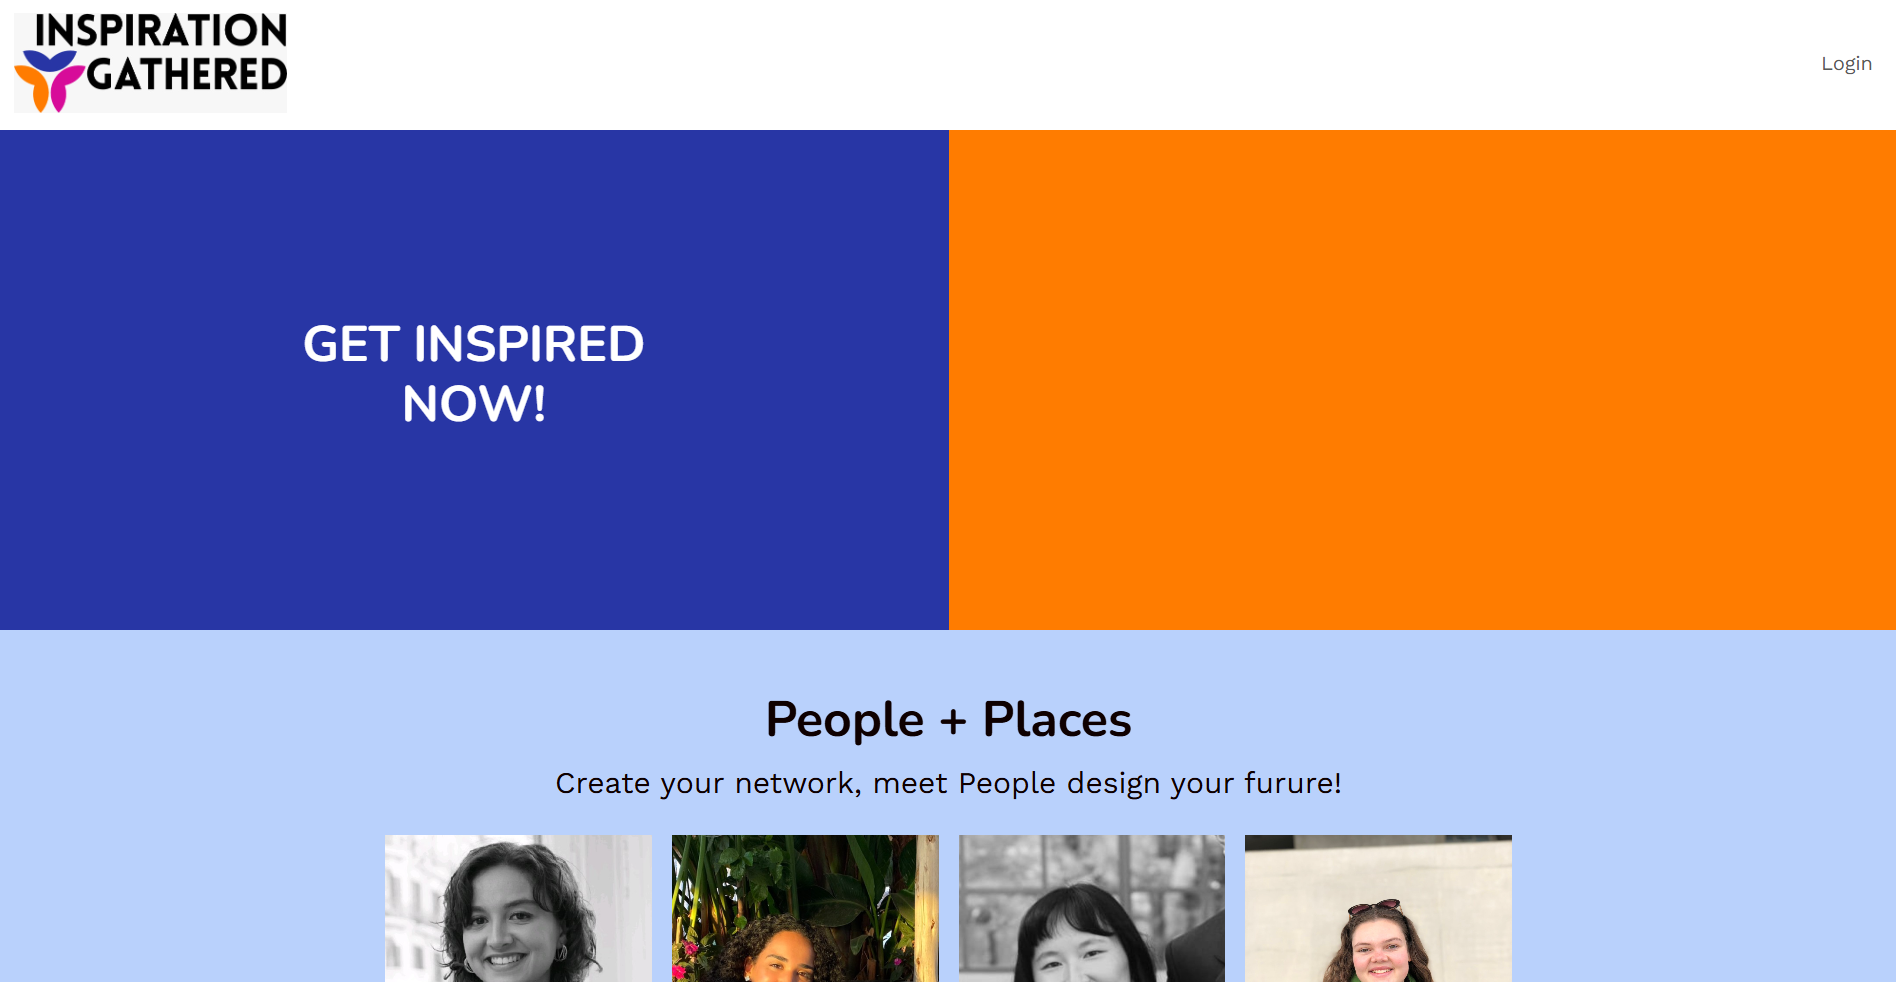 INSPIRATION
GATHERED
Login
GET INSPIRED
NOW!
People + Places
Create your network, meet People design your furure!